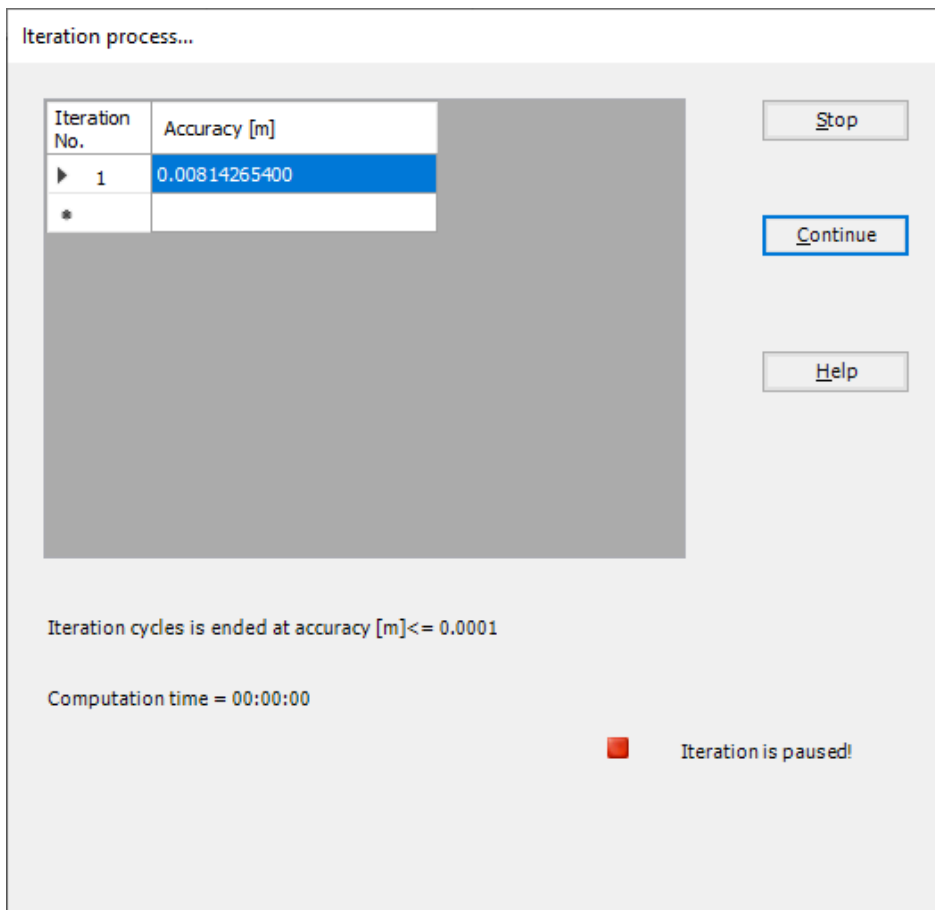 Iteration process...
Iteration
No.
Accuracy [m]
1
0.00814265400
Stop
Continue
Help
Iteration cycles is ended at accuracy [m]<= 0.0001
Computation time = 00:00:00
Iteration is paused!